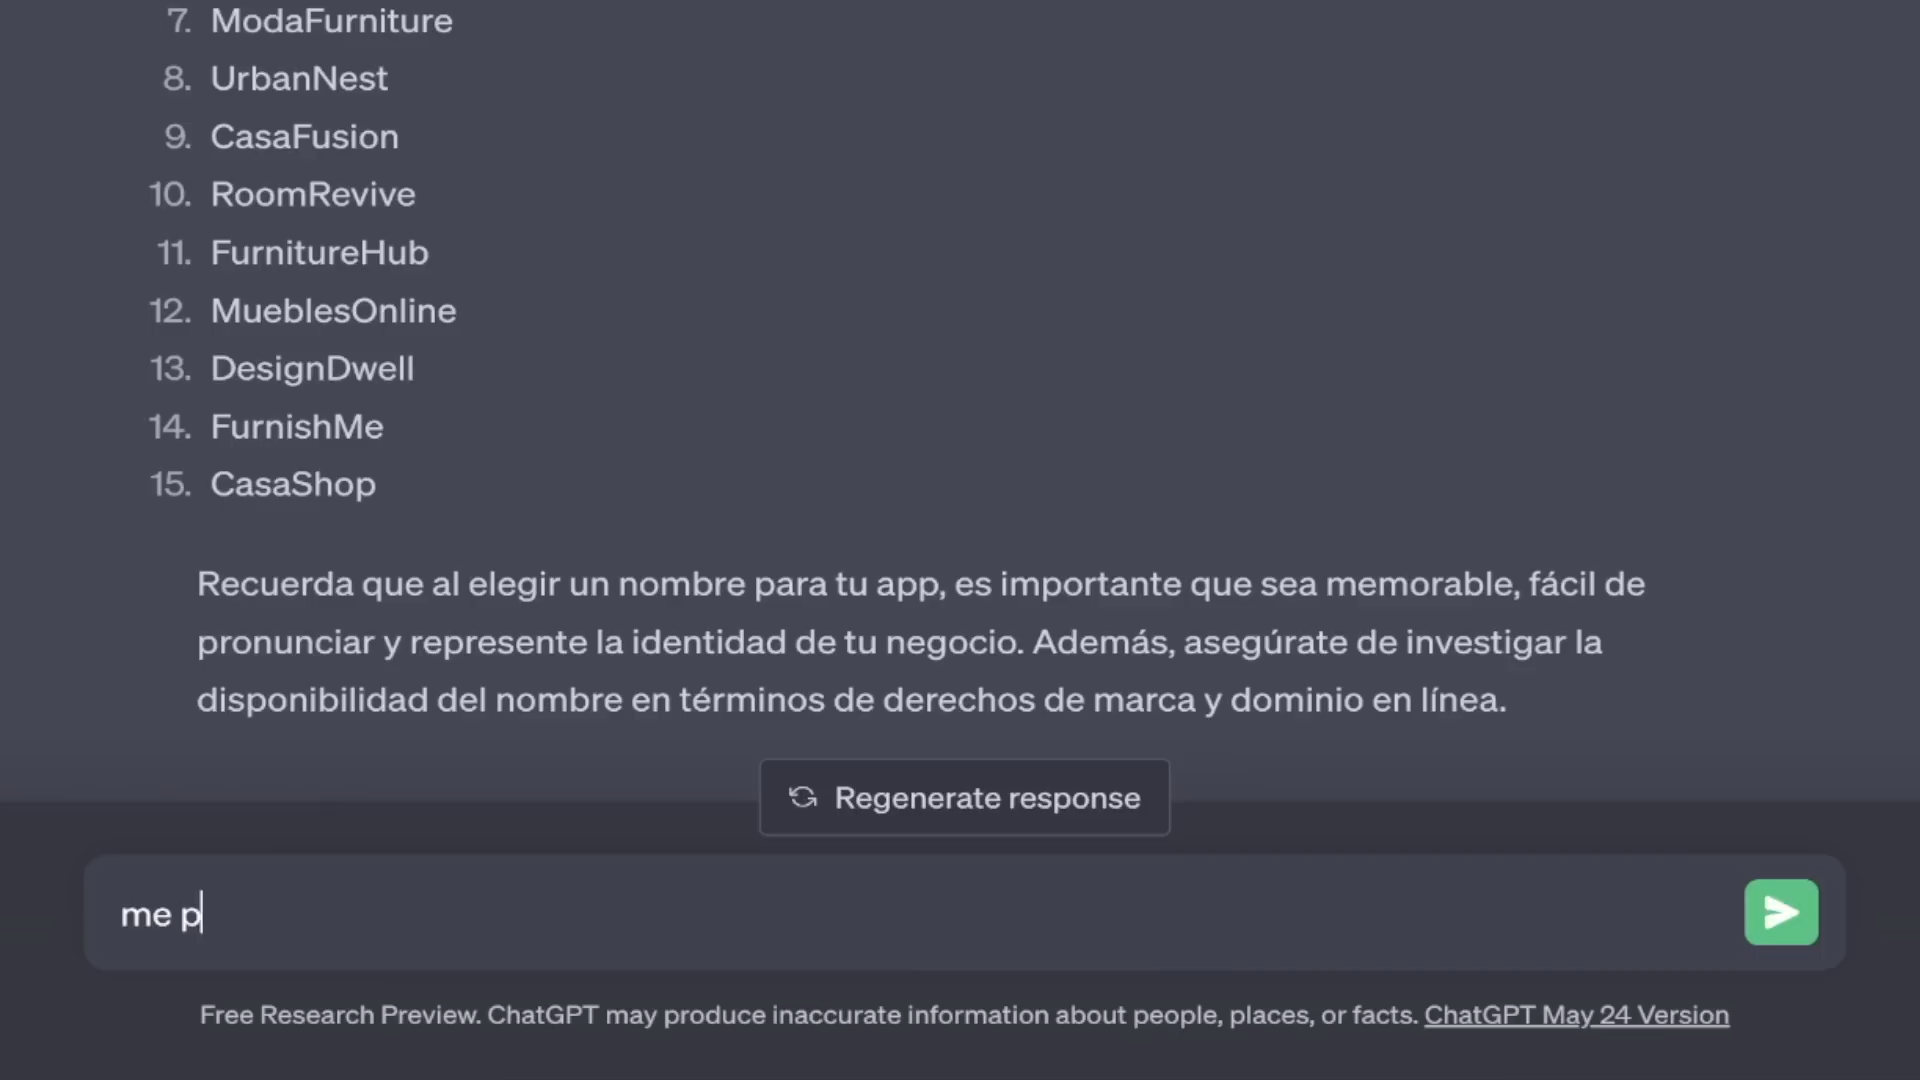 7. ModaFurniture
8. UrbanNest
9. CasaFusion
10. RoomRevive
11. FurnitureHub
12. MueblesOnline
13. DesignDwell
14. FurnishMe
15. CasaShop
Recuerda que al elegir un nombre para tu app, es importante que sea memorable, fácil de
pronunciar y represente la identidad de tu negocio. Además, asegúrate de investigar la
disponibilidad del nombre en términos de derechos de marca y dominio en línea.
Regenerate response
me p
Free Research Preview. ChatGPT may produce inaccurate information about people, places, or facts. ChatGPT May 24 Version